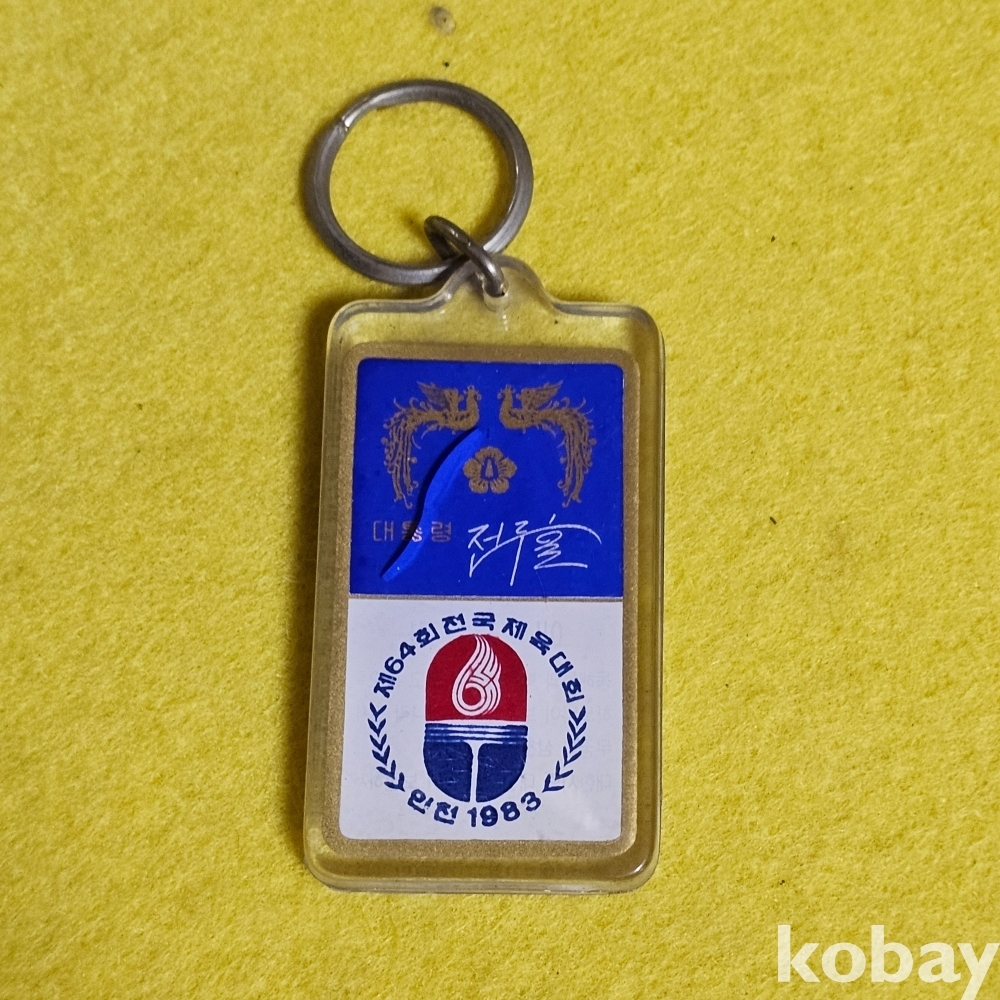 대통령 전두환
제64회전국체육대회
인천 1983
kobay